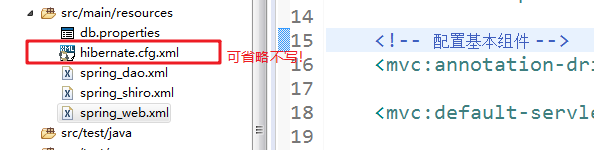 src/main/resources
db.properties
hibernate.cfg.xml
可省略不写!
spring_dao.xml
spring_shiro.xml
spring_web.xml
src/test/java
14
15 <!-- 配置基本组件 -->
16 <mvc:annotation-dri
17
18 <mvc:default-servle
19